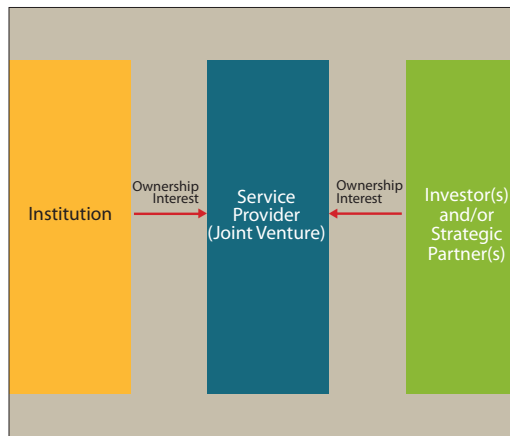 Institution
Ownership
Interest
Service
Provider
(Joint Venture)
Ownership
Interest
Investor(s)
and/or
Strategic
Partner(s)